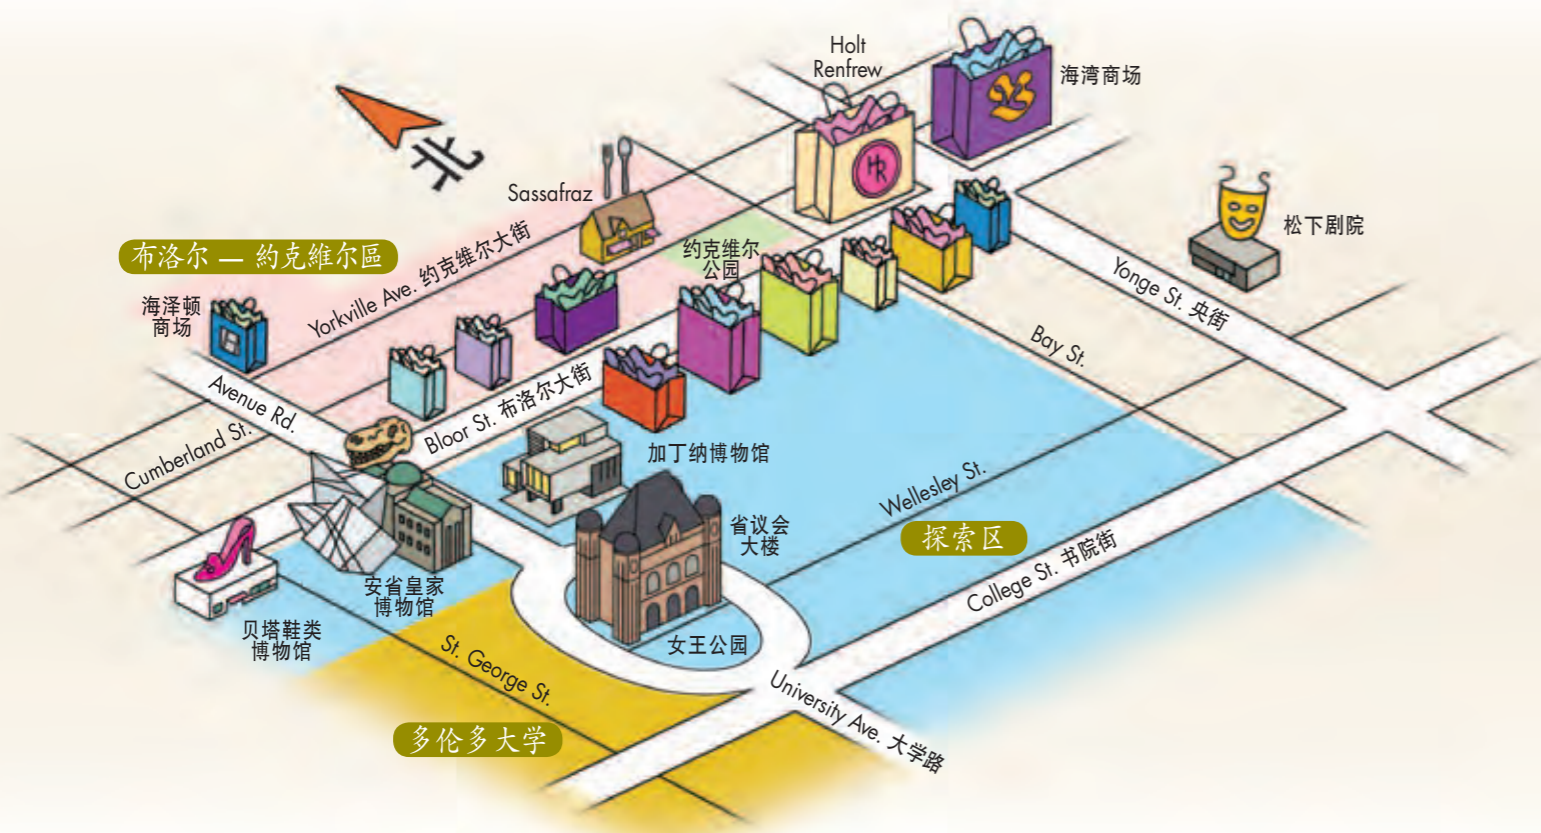 Holt
Renfrew
海湾商场
HR
北
Sassafraz
松下剧院
布洛尔 — 約克維尔區
约克维尔
公园
Yorkville Ave. 约克维尔大街
海泽顿
商场
Yonge St. 央街
Bay St.
Avenue Rd.
Bloor St. 布洛尔大街
Cumberland St.
加丁纳博物馆
Wellesley St.
省议会
大楼
探索区
College St. 书院街
安省皇家
博物馆
贝塔鞋类
博物馆
女王公园
St. George St.
University Ave. 大学路
多伦多大学